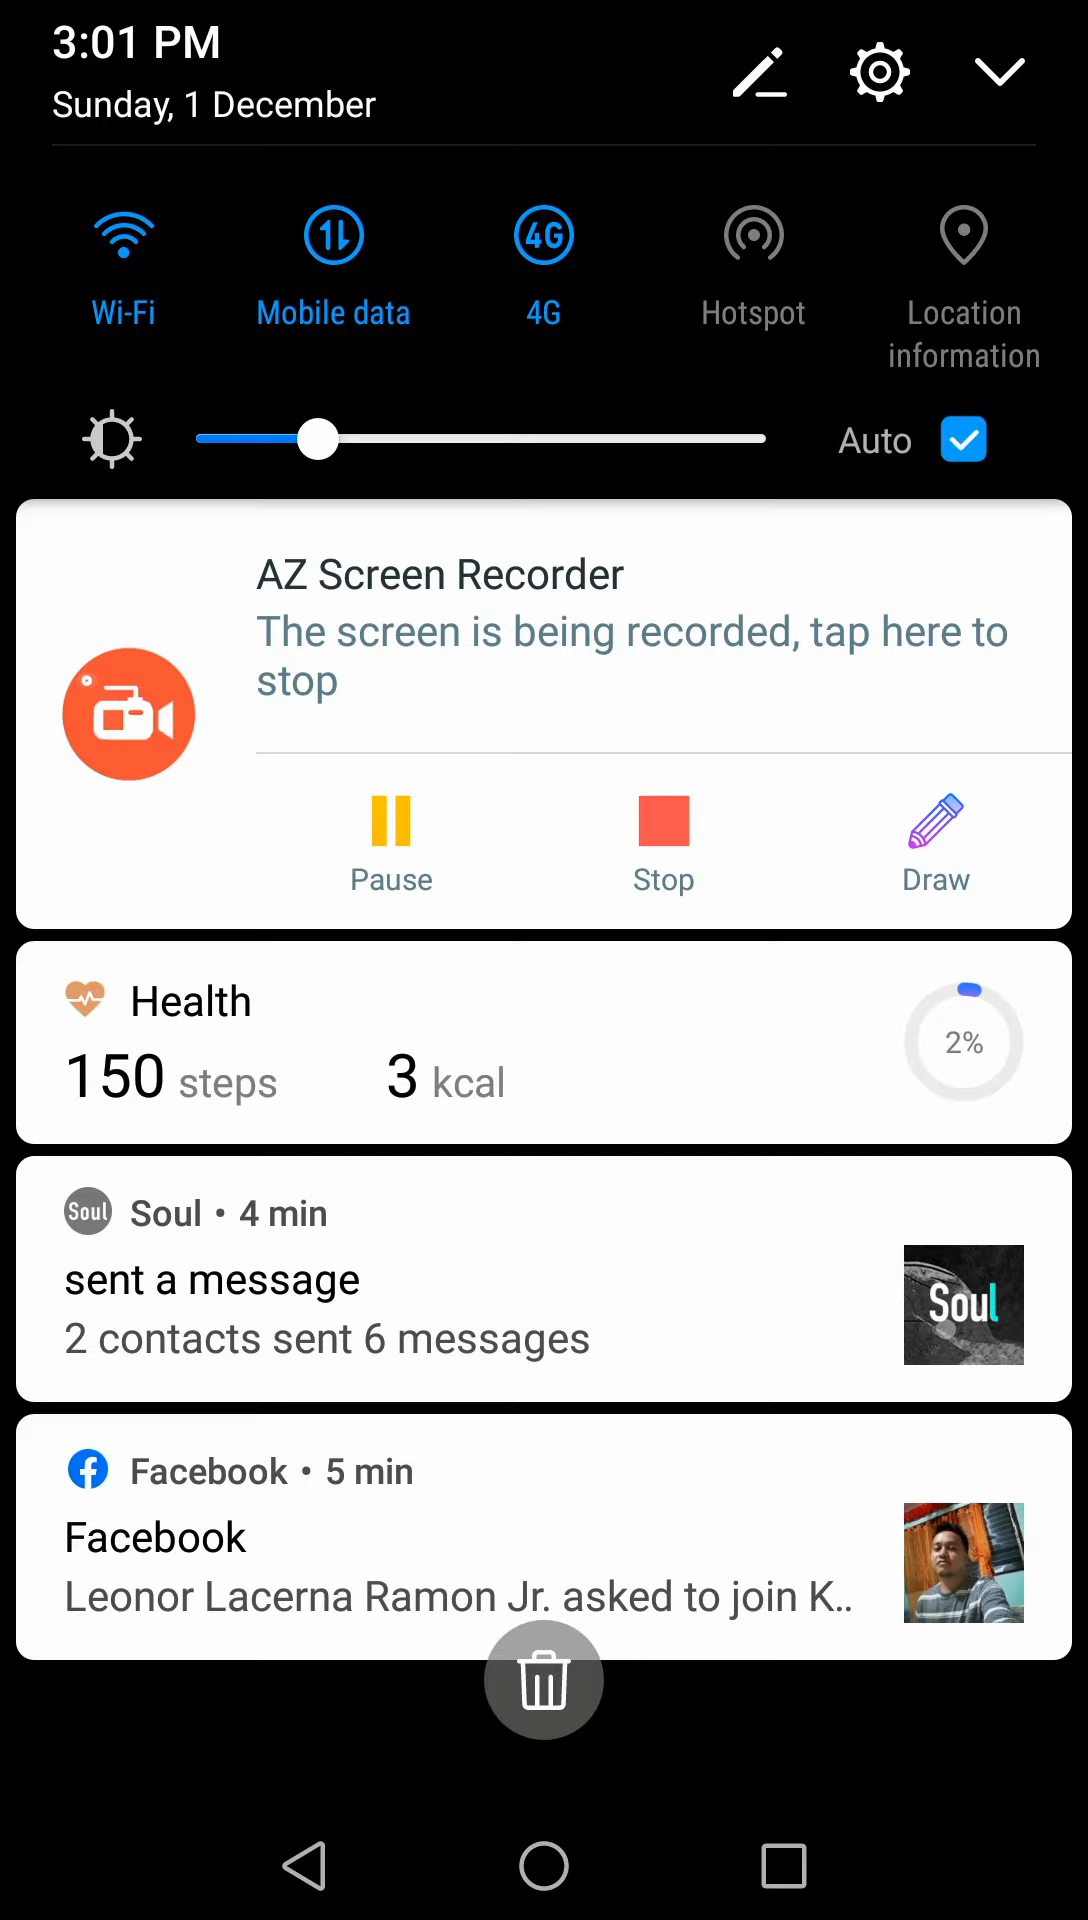 3:01 PM
Sunday, 1 December
Wi-Fi
Mobile data
4G
4G
Hotspot
Location
information
Auto
AZ Screen Recorder
The screen is being recorded, tap here to
stop
Pause
Stop
Draw
Health
150 steps
3 kcal
2%
Soul
Soul • 4 min
sent a message
2 contacts sent 6 messages
Soul
Facebook • 5 min
Facebook
Leonor Lacerna Ramon Jr. asked to join K..